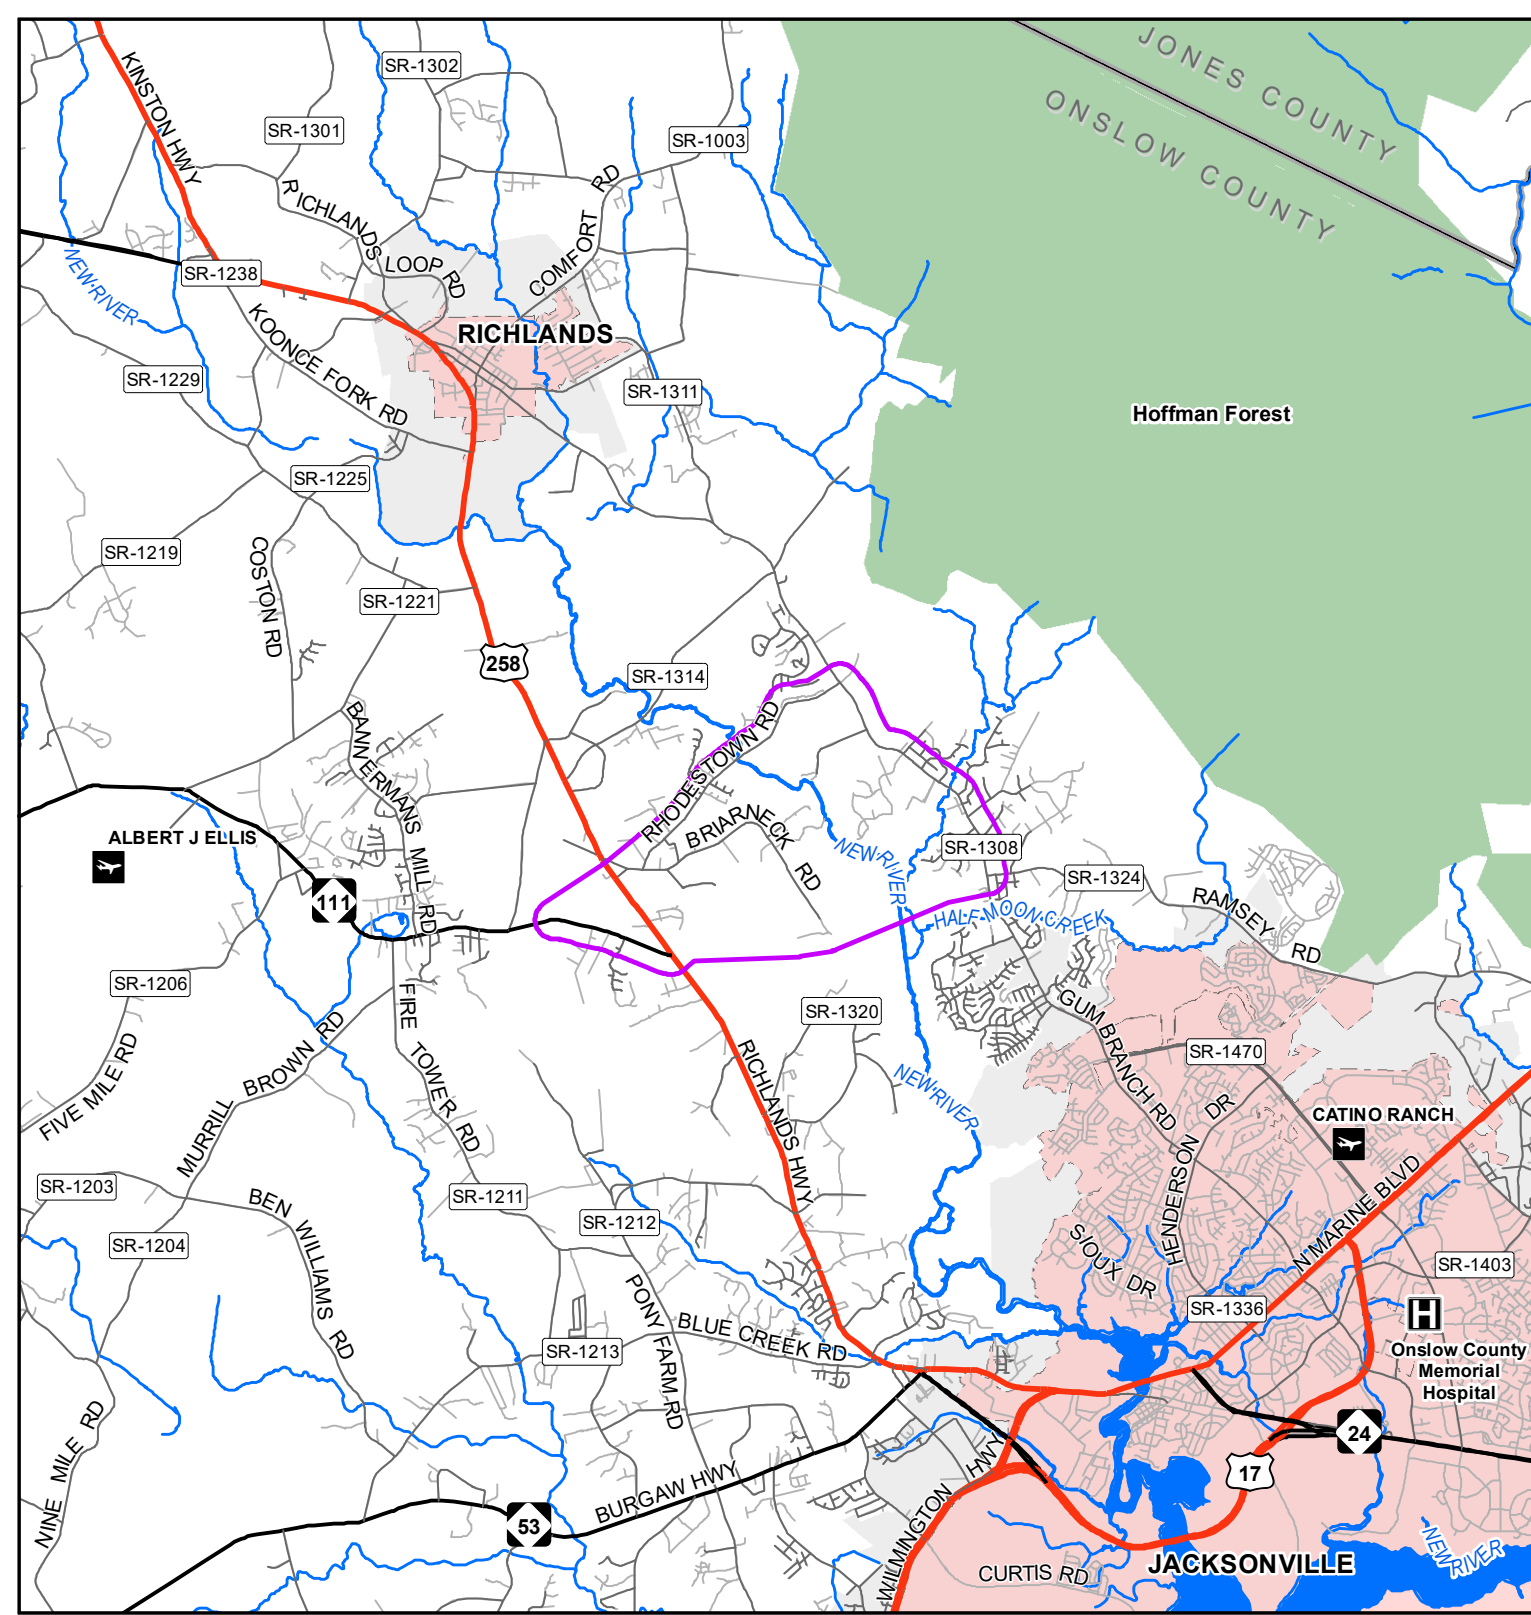 JONES COUNTY
ONSLOW COUNTY
KINSTON HWY
SR-1302
SR-1301
SR-1003
RICHLANDS LOOP RD
COMFORT RD
NEW RIVER
SR-1238
KOONCE FORK RD
RICHLANDS
SR-1229
SR-1311
Hoffman Forest
SR-1225
SR-1219
COSTON RD
SR-1221
258
SR-1314
BANNERMANS MILL RD
RHODESTOWN RD
BRIARNECK RD
NEW RIVER
ALBERT J ELLIS
SR-1308
SR-1324
111
HALF MOON CREEK
RAMSEY RD
SR-1206
FIRE TOWER RD
SR-1320
GUM BRANCH RD
FIVE MILE RD
MURRILL BROWN RD
RICHLANDS HWY
NEW RIVER
SR-1470
HENDERSON DR
CATINO RANCH
SR-1203
SR-1211
BEN WILLIAMS RD
SR-1212
SR-1204
SIOUX DR
N MARINE BLVD
SR-1403
SR-1336
H
Onslow County
Memorial
Hospital
PONY FARM RD
BLUE CREEK RD
SR-1213
NINE MILE RD
24
17
BURGAW HWY
53
WILMINGTON HWY
CURTIS RD
JACKSONVILLE
NEW RIVER